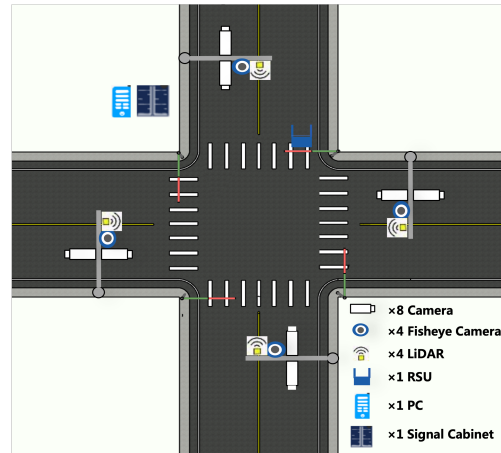 ×8 Camera
×4 Fisheye Camera
×4 LiDAR
×1 RSU
×1 PC
×1 Signal Cabinet